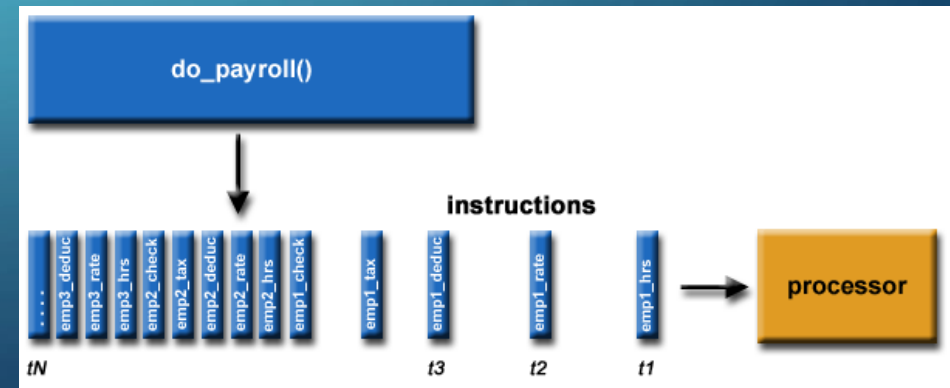 do_payroll()
instructions
. . . .
emp3_deduc
emp3_rate
emp3_hrs
emp2_check
emp2_tax
emp2_deduc
emp2_rate
emp2_hrs
emp1_check
emp1_tax
emp1_deduc
emp1_rate
emp1_hrs
processor
tN
t3
t2
t1